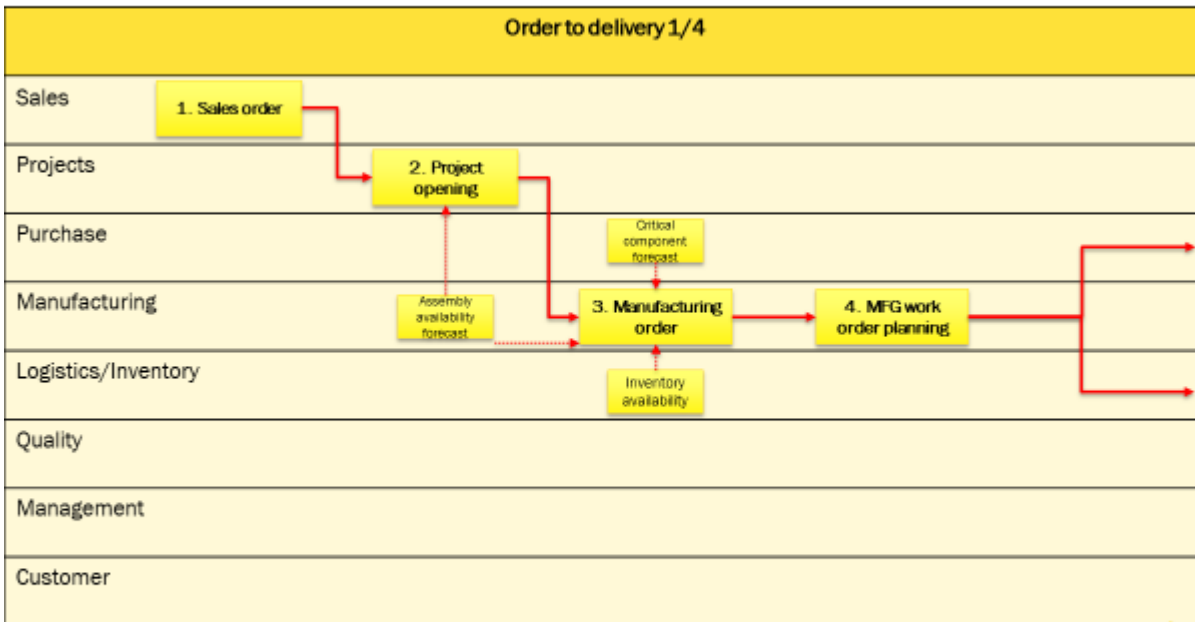 Order to delivery 1/4
Sales
1. Sales order
Projects
2. Project
opening
Purchase
Critical
component
forecast
Manufacturing
Assembly
availability
forecast
3. Manufacturing
order
4. MFG work
order planning
Logistics/Inventory
Inventory
availability
Quality
Management
Customer